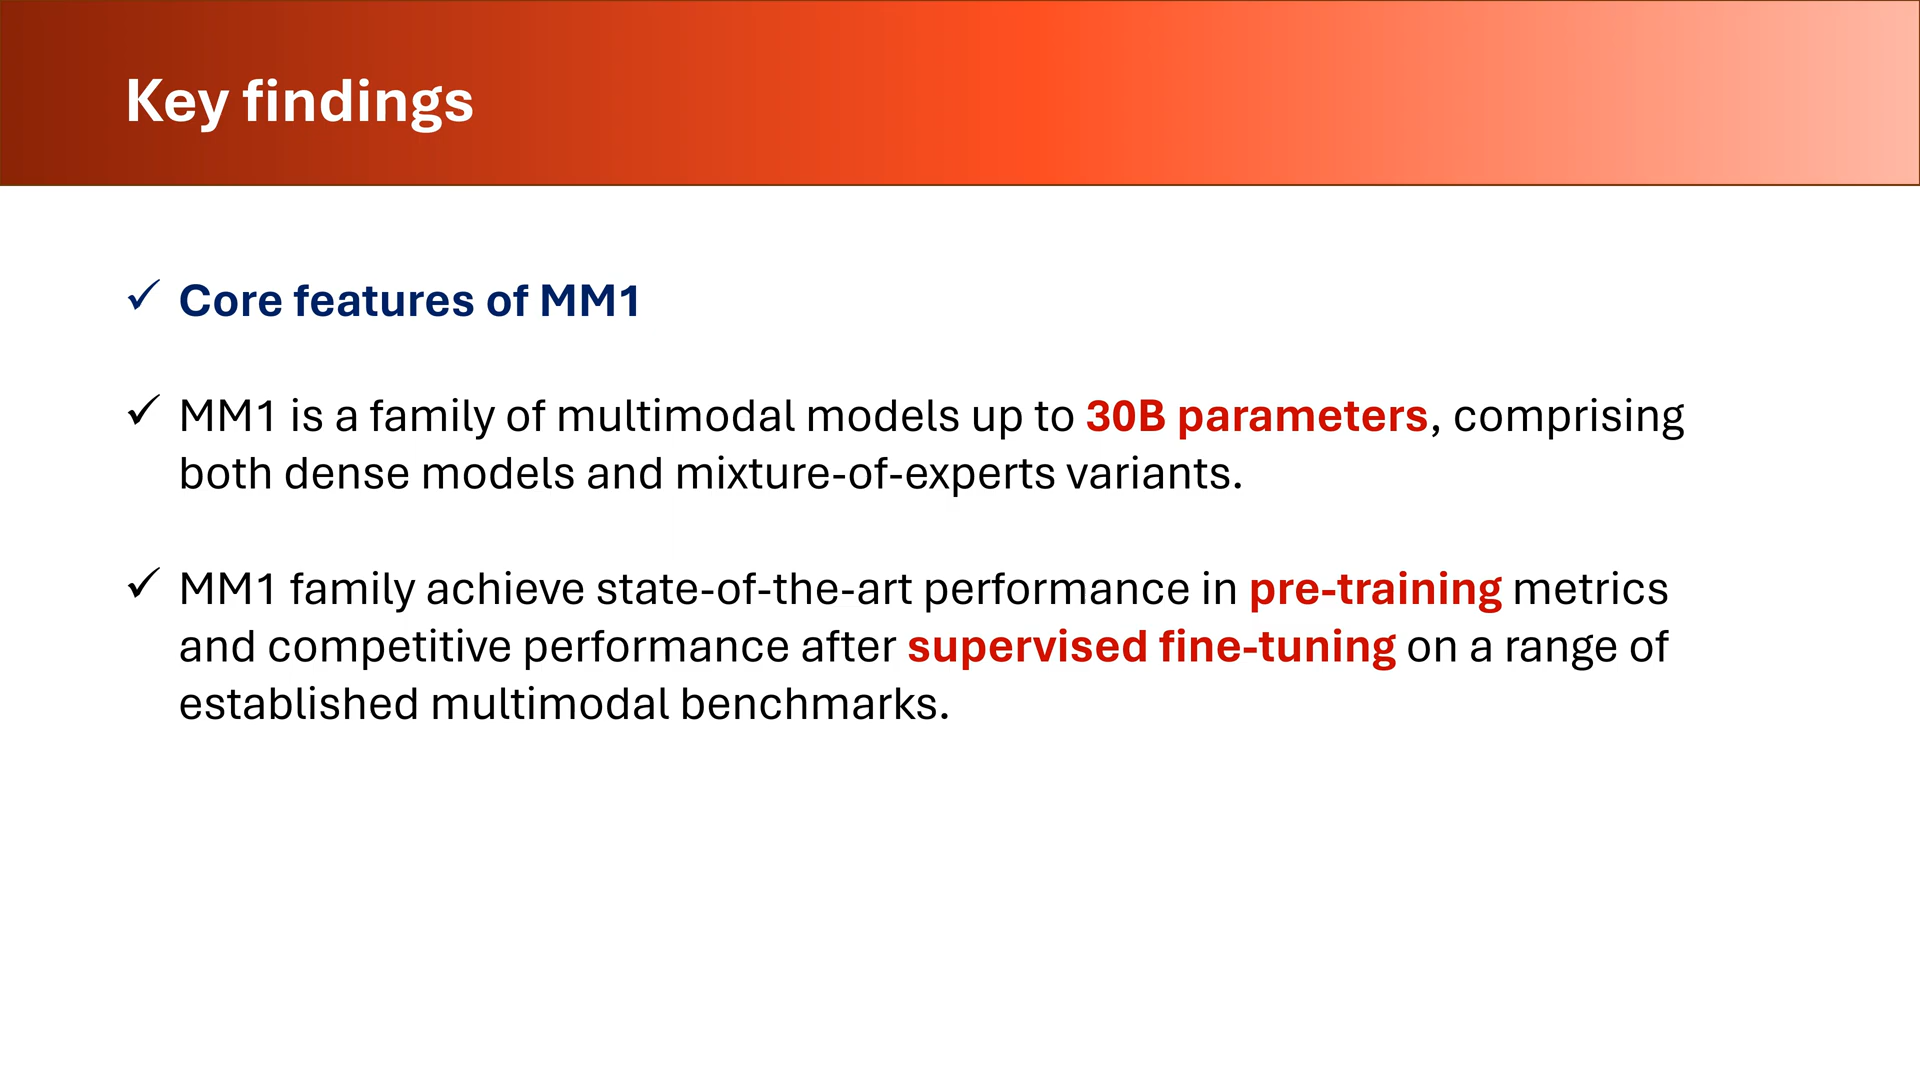 Key findings
✓ Core features of MM1
✓ MM1 is a family of multimodal models up to 30B parameters, comprising
both dense models and mixture-of-experts variants.
✓ MM1 family achieve state-of-the-art performance in pre-training metrics
and competitive performance after supervised fine-tuning on a range of
established multimodal benchmarks.